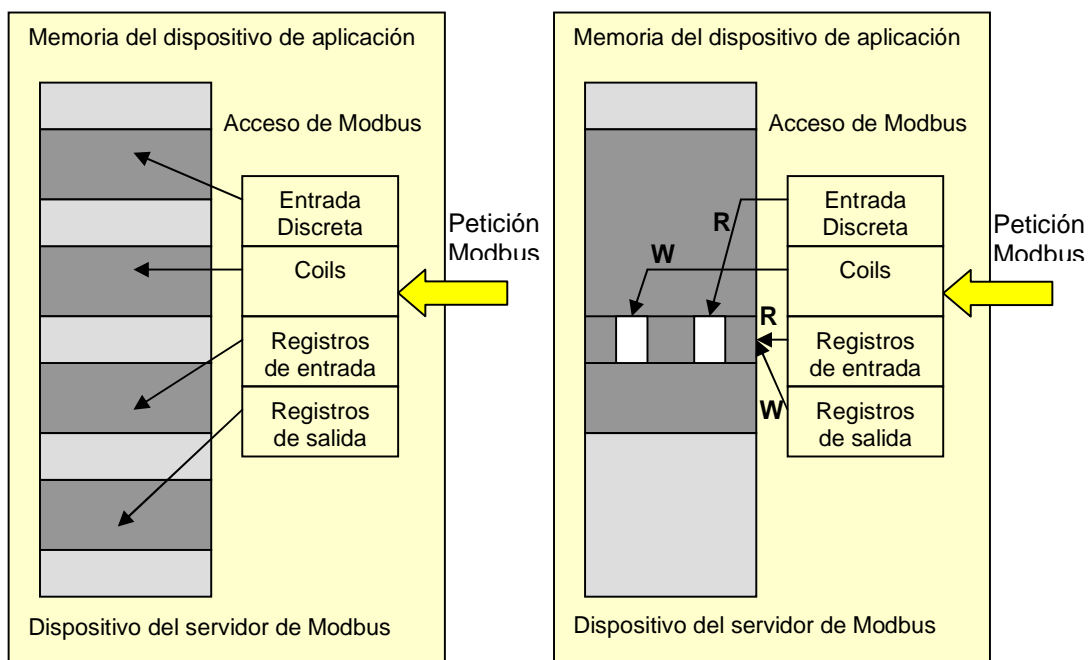 Memoria del dispositivo de aplicación
Acceso de Modbus
Entrada
Discreta
Coils
Registros
de entrada
Registros
de salida
Petición
Modbus
Dispositivo del servidor de Modbus
Memoria del dispositivo de aplicación
Acceso de Modbus
Entrada
Discreta
R
W
Coils
R
Registros
de entrada
W
Registros
de salida
Petición
Modbus
Dispositivo del servidor de Modbus